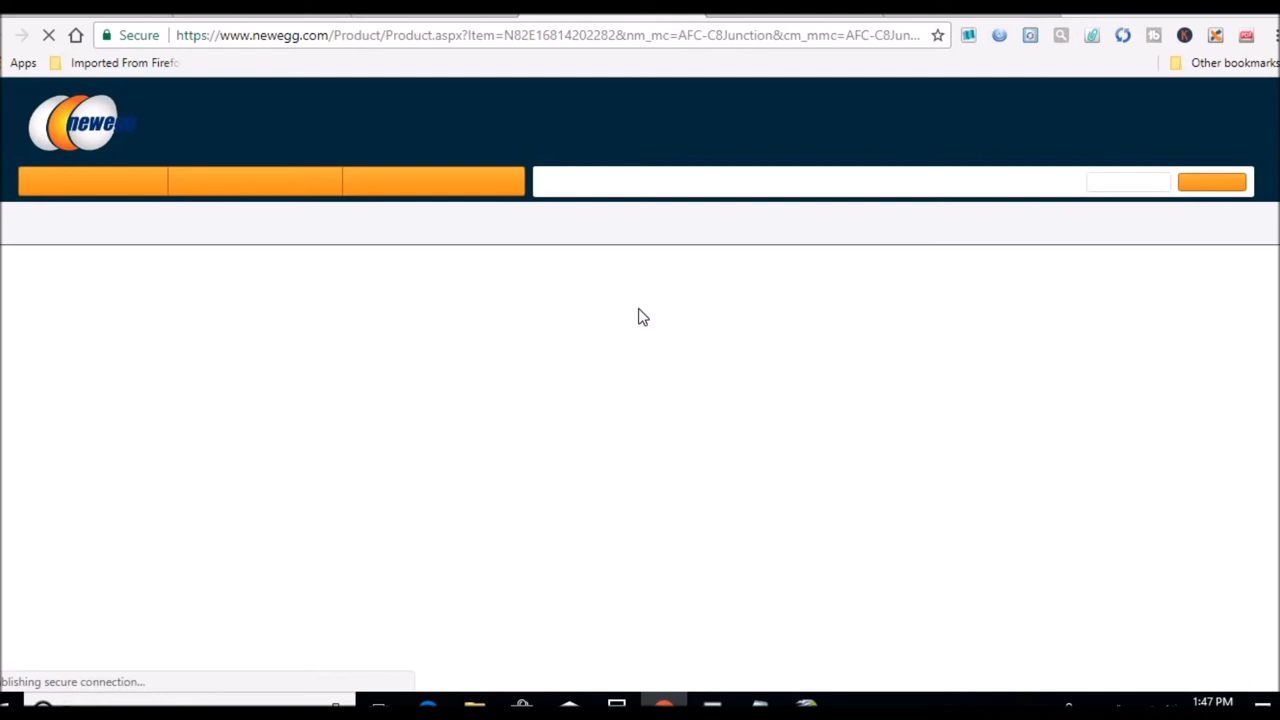 Secure
https://www.newegg.com/Product/Product.aspx?Item=N82E16814202282&nm_mc=AFC-C8Junction&cm_mmc=AFC-C8Jun...
Apps
Imported From Firefo
Other bookmarks
newegg
blishing secure connection...
1:47 PM